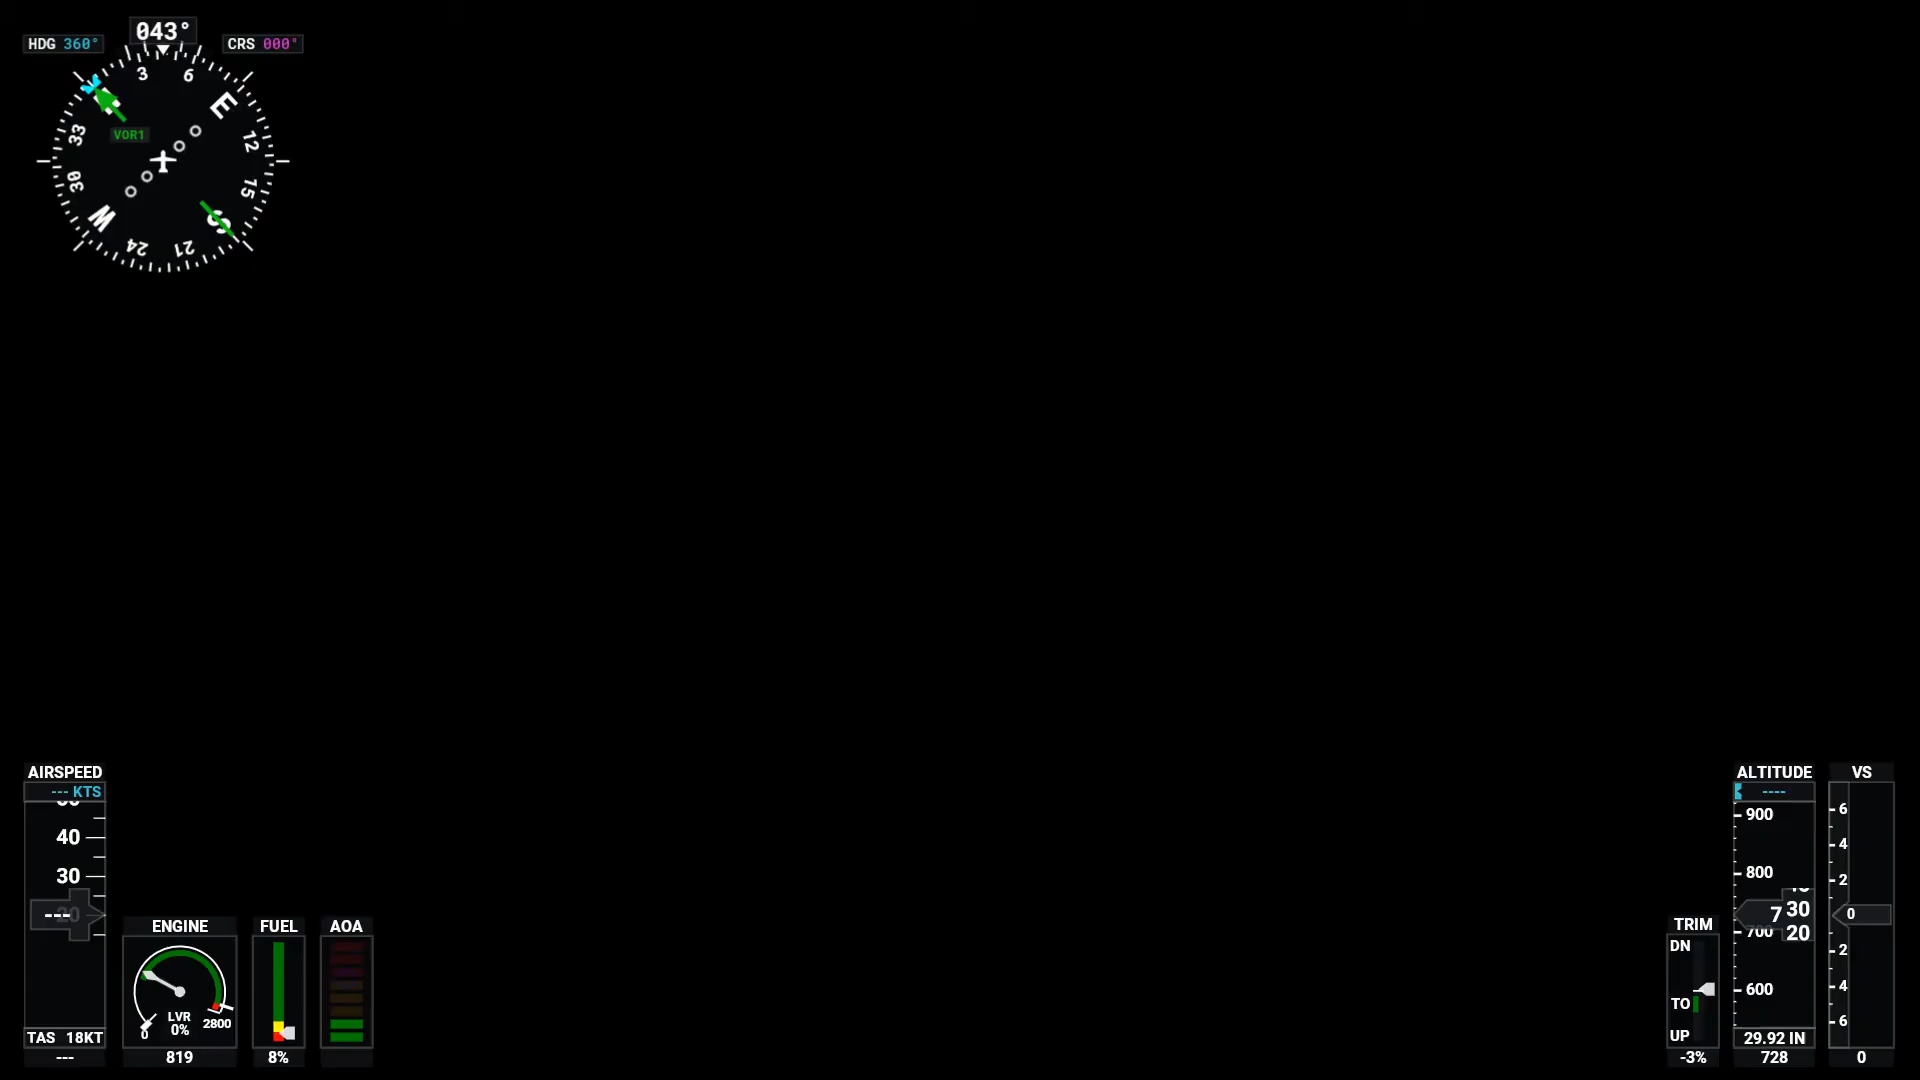 043°
HDG 360°
CRS 000°
3
6
E
12
15
S
21
24
W
30
33
VOR1
AIRSPEED
--- KTS
40
30
---
TAS 18KT
---
ENGINE
LVR
0%
0
2800
819
FUEL
8%
AOA
TRIM
DN
TO
UP
-3%
ALTITUDE
----
900
800
7
30
20
700
600
29.92 IN
728
VS
6
4
2
0
2
4
6
0